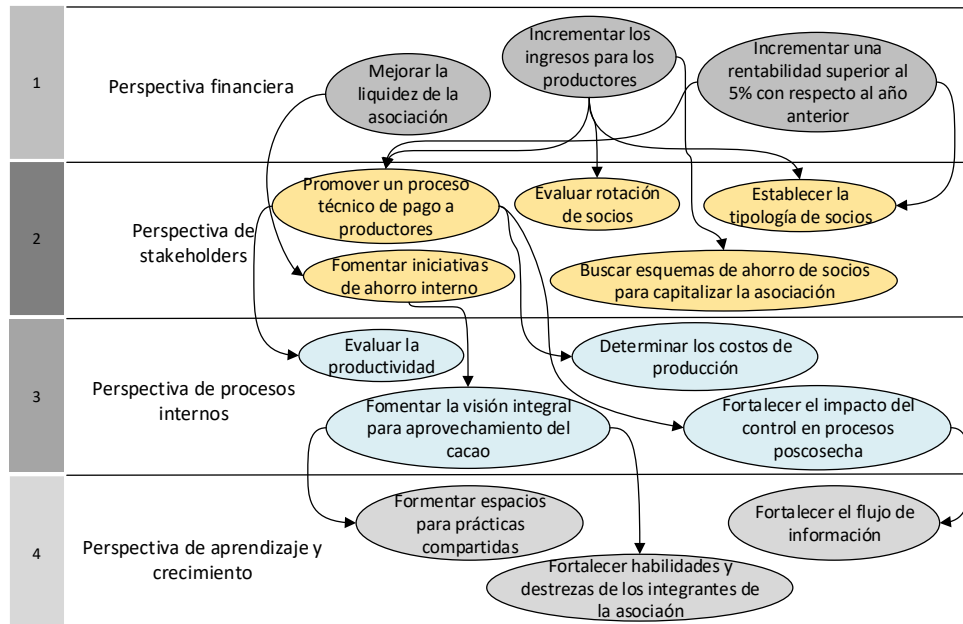 1
Perspectiva financiera
Mejorar la
liquidez de la
asociación
Incrementar los
ingresos para los
productores
Incrementar una
rentabilidad superior al
5% con respecto al año
anterior
2
Perspectiva de
stakeholders
Promover un proceso
técnico de pago a
productores
Evaluar rotación
de socios
Establecer la
tipología de socios
Fomentar iniciativas
de ahorro interno
Buscar esquemas de ahorro de socios
para capitalizar la asociación
3
Perspectiva de procesos
internos
Evaluar la
productividad
Determinar los costos de
producción
Fomentar la visión integral
para aprovechamiento del
cacao
Fortalecer el impacto del
control en procesos
poscosecha
4
Perspectiva de aprendizaje y
crecimiento
Formentar espacios
para prácticas
compartidas
Fortalecer el flujo de
información
Fortalecer habilidades y
destrezas de los integrantes de
la asociaón